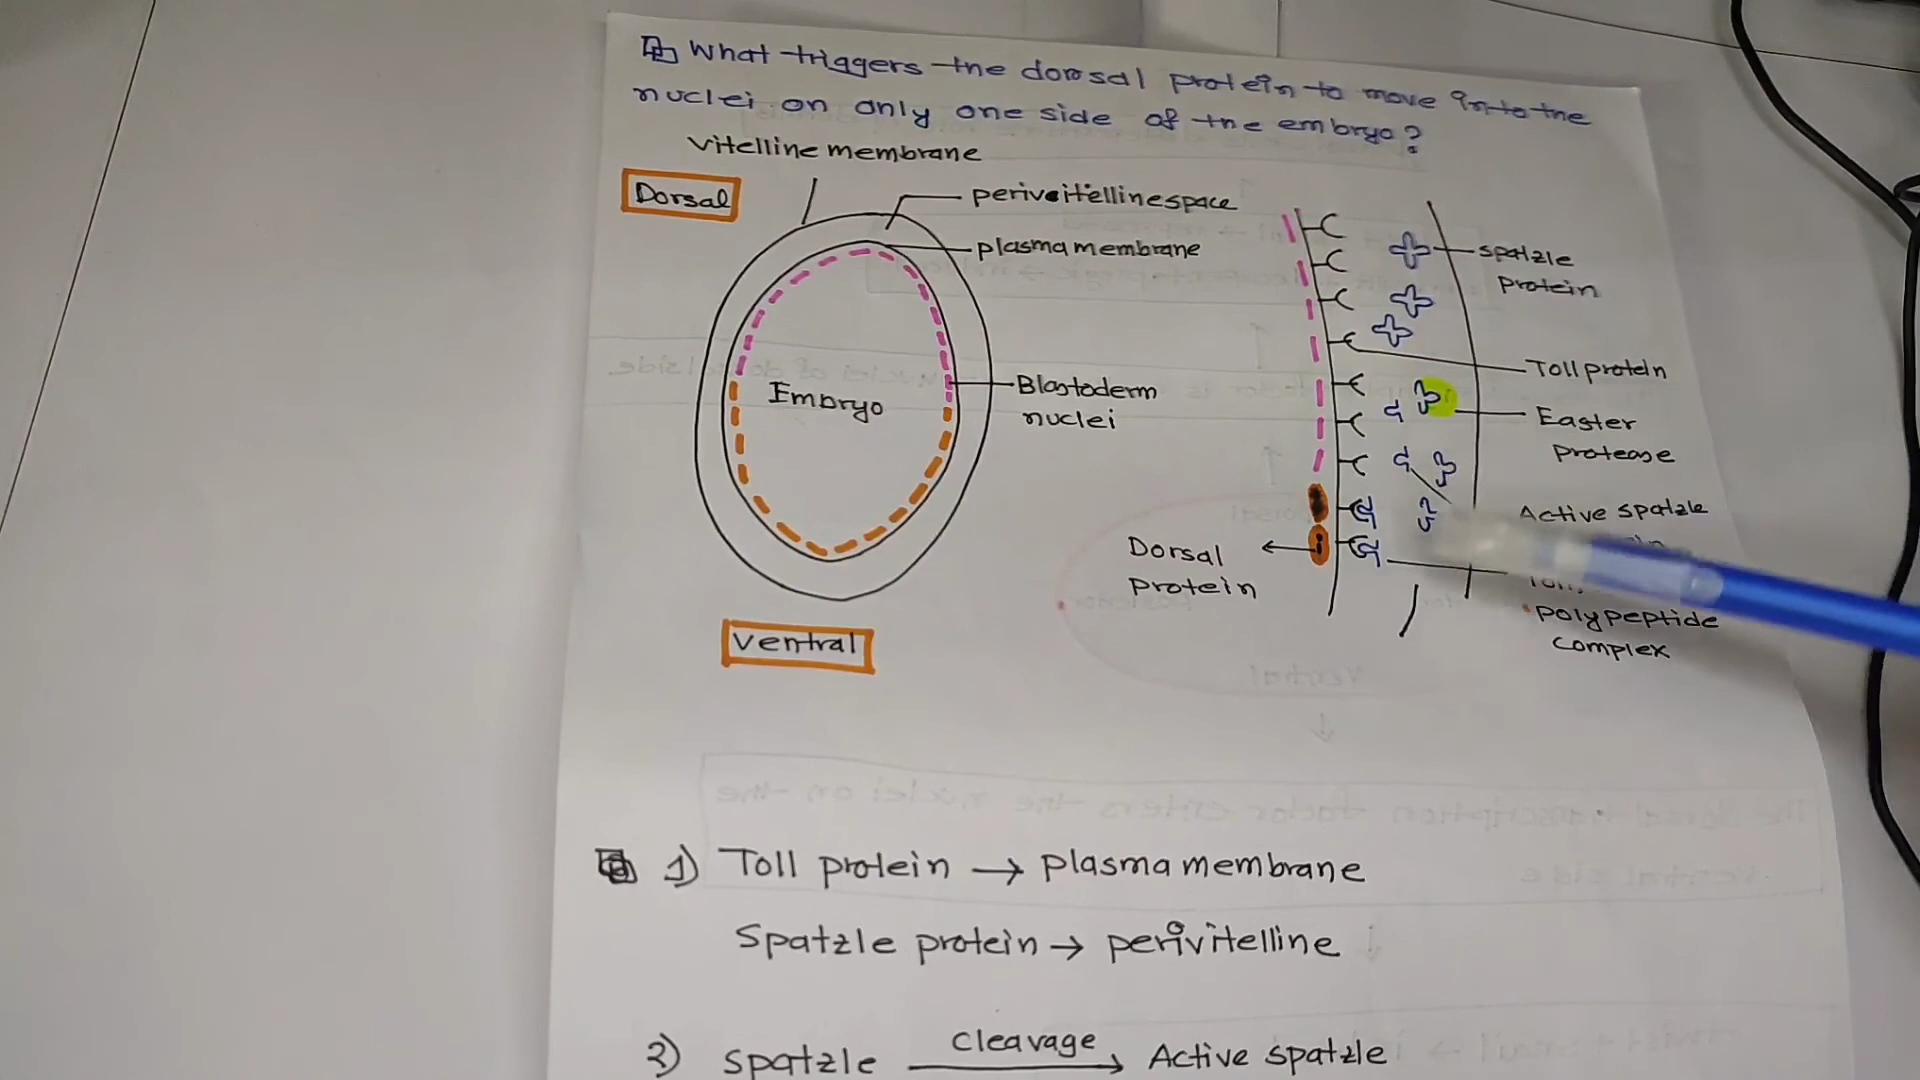 What triggers the dorsal protein to move into the
nuclei on only one side of the embryo?
Vitelline membrane
Dorsal
periveitelline space
plasma membrane
Embryo
Blastoderm
nuclei
Ventral
spatzle
protein
Toll protein
Easter
protease
Active spatzle
Dorsal
protein
polypeptide
complex
1) Toll protein → plasma membrane
Spatzle protein → perivitelline
2) spatzle cleavage → Active spatzle